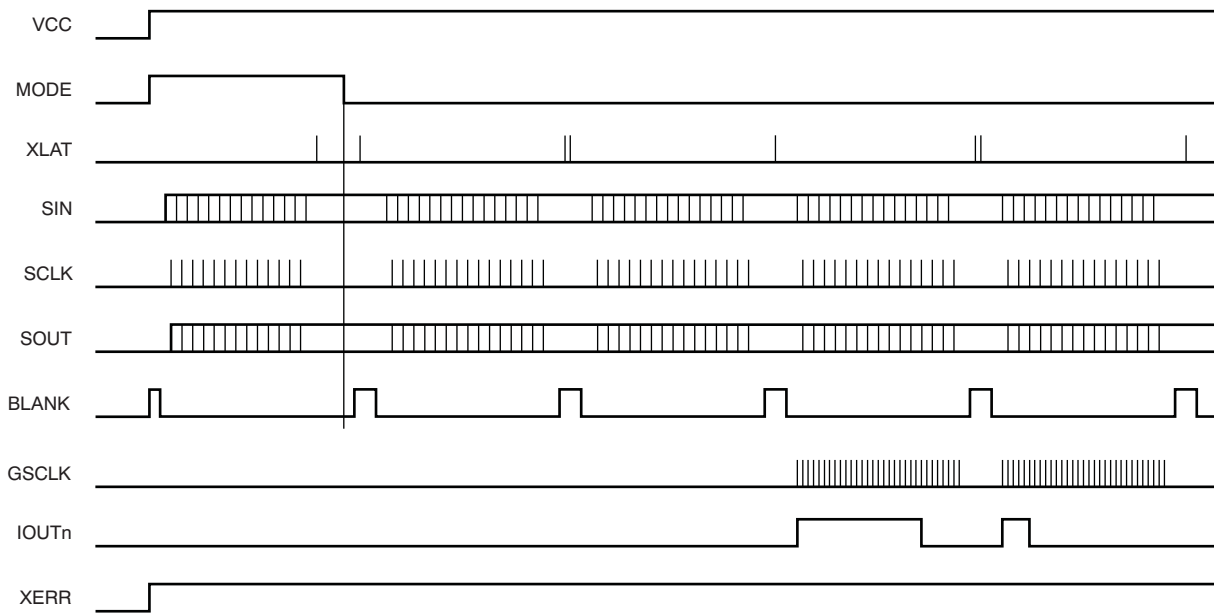 VCC
MODE
XLAT
SIN
SCLK
SOUT
BLANK
GSCLK
IOUTn
XERR